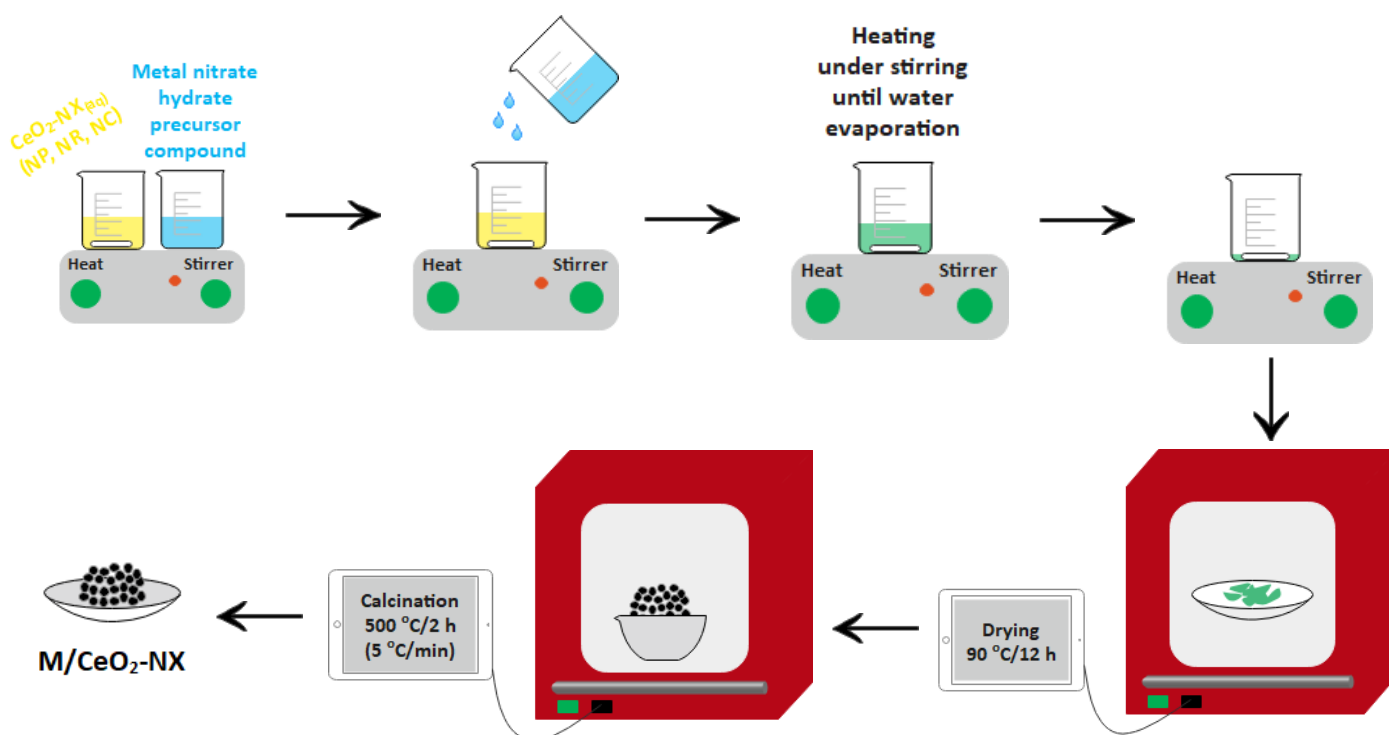 CeO₂-NX(aq)
(NP, NR, NC)
Metal nitrate
hydrate
precursor
compound
Heat
Stirrer
Heat
Stirrer
Heating
under stirring
until water
evaporation
Heat
Stirrer
Heat
Stirrer
Drying
90 °C/12 h
Calcination
500 °C/2 h
(5 °C/min)
M/CeO₂-NX